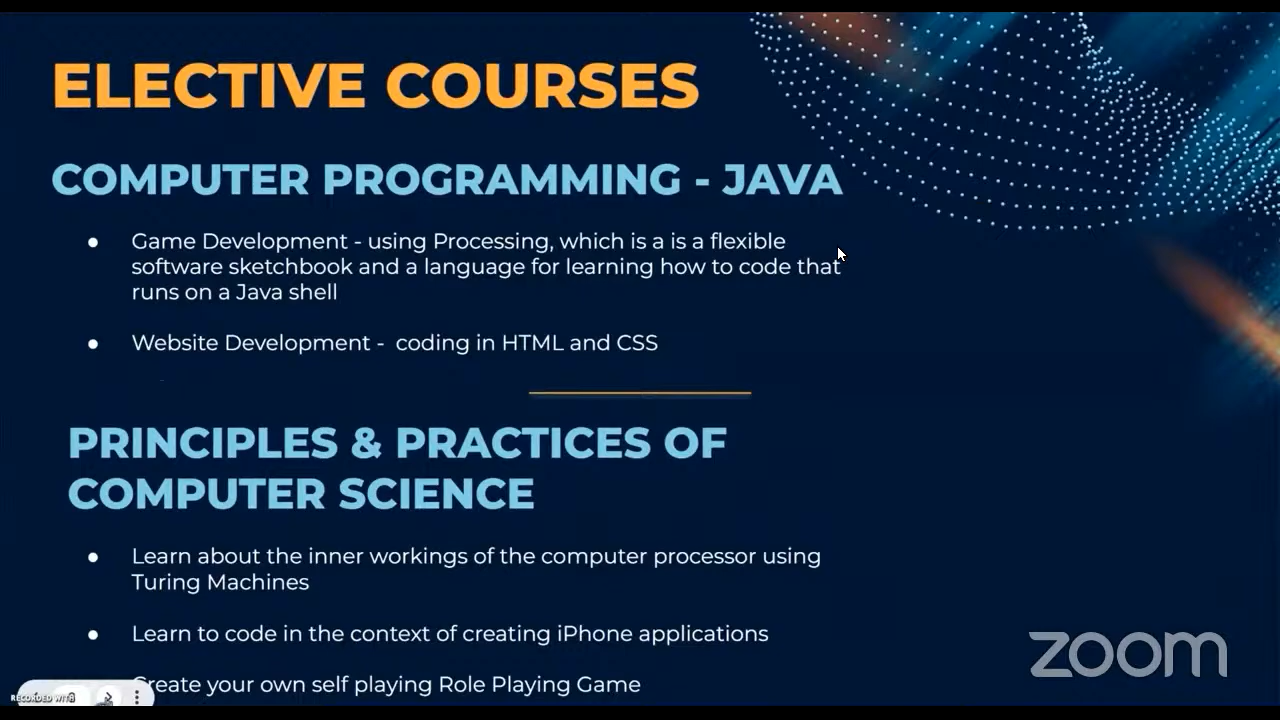 ELECTIVE COURSES
COMPUTER PROGRAMMING - JAVA
● Game Development - using Processing, which is a is a flexible
software sketchbook and a language for learning how to code that
runs on a Java shell
● Website Development - coding in HTML and CSS
PRINCIPLES & PRACTICES OF
COMPUTER SCIENCE
● Learn about the inner workings of the computer processor using
Turing Machines
● Learn to code in the context of creating iPhone applications
Create your own self playing Role Playing Game
RECORDED WITH
zoom